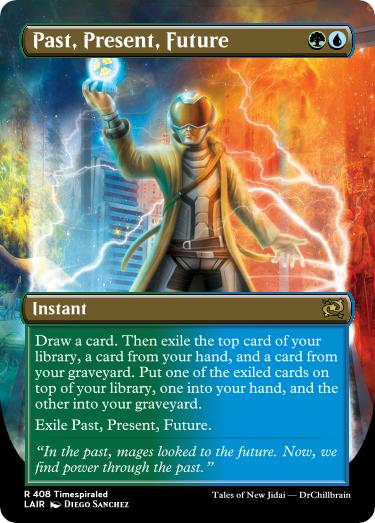 Past, Present, Future
Instant
Draw a card. Then exile the top card of your
library, a card from your hand, and a card from
your graveyard. Put one of the exiled cards on
top of your library, one into your hand, and the
other into your graveyard.
Exile Past, Present, Future.
“In the past, mages looked to the future. Now, we
find power through the past.”
R 408 Timespiraled
LAIR Diego Sanchez
Tales of New Jidai — DrChillbrain